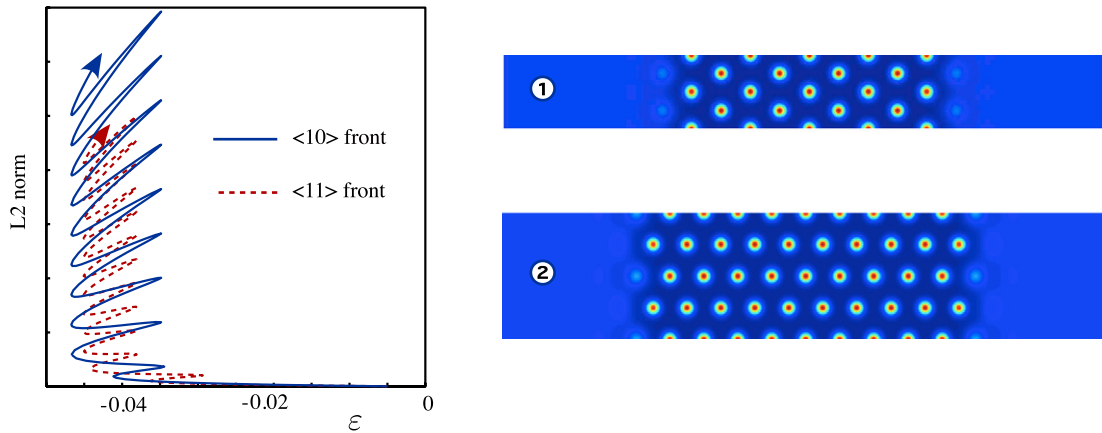 L2 norm
<10> front
<11> front
-0.04
-0.02
0
ε
1
2